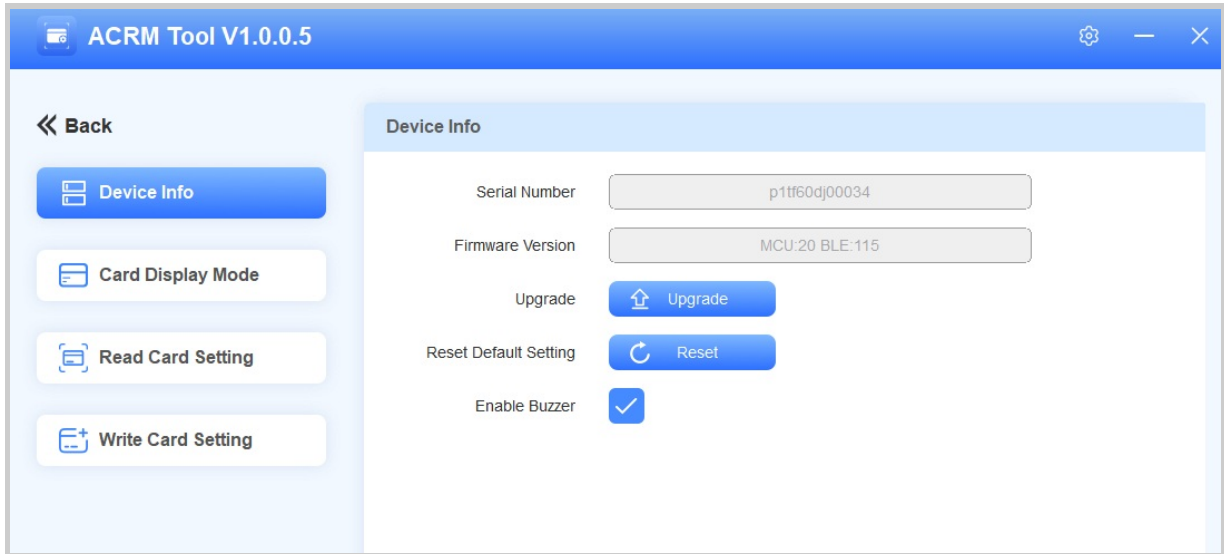 ACRM Tool V1.0.0.5
Back
Device Info
Card Display Mode
Read Card Setting
Write Card Setting
Device Info
Serial Number p1tf60dj00034
Firmware Version MCU:20 BLE:115
Upgrade Upgrade
Reset Default Setting Reset
Enable Buzzer